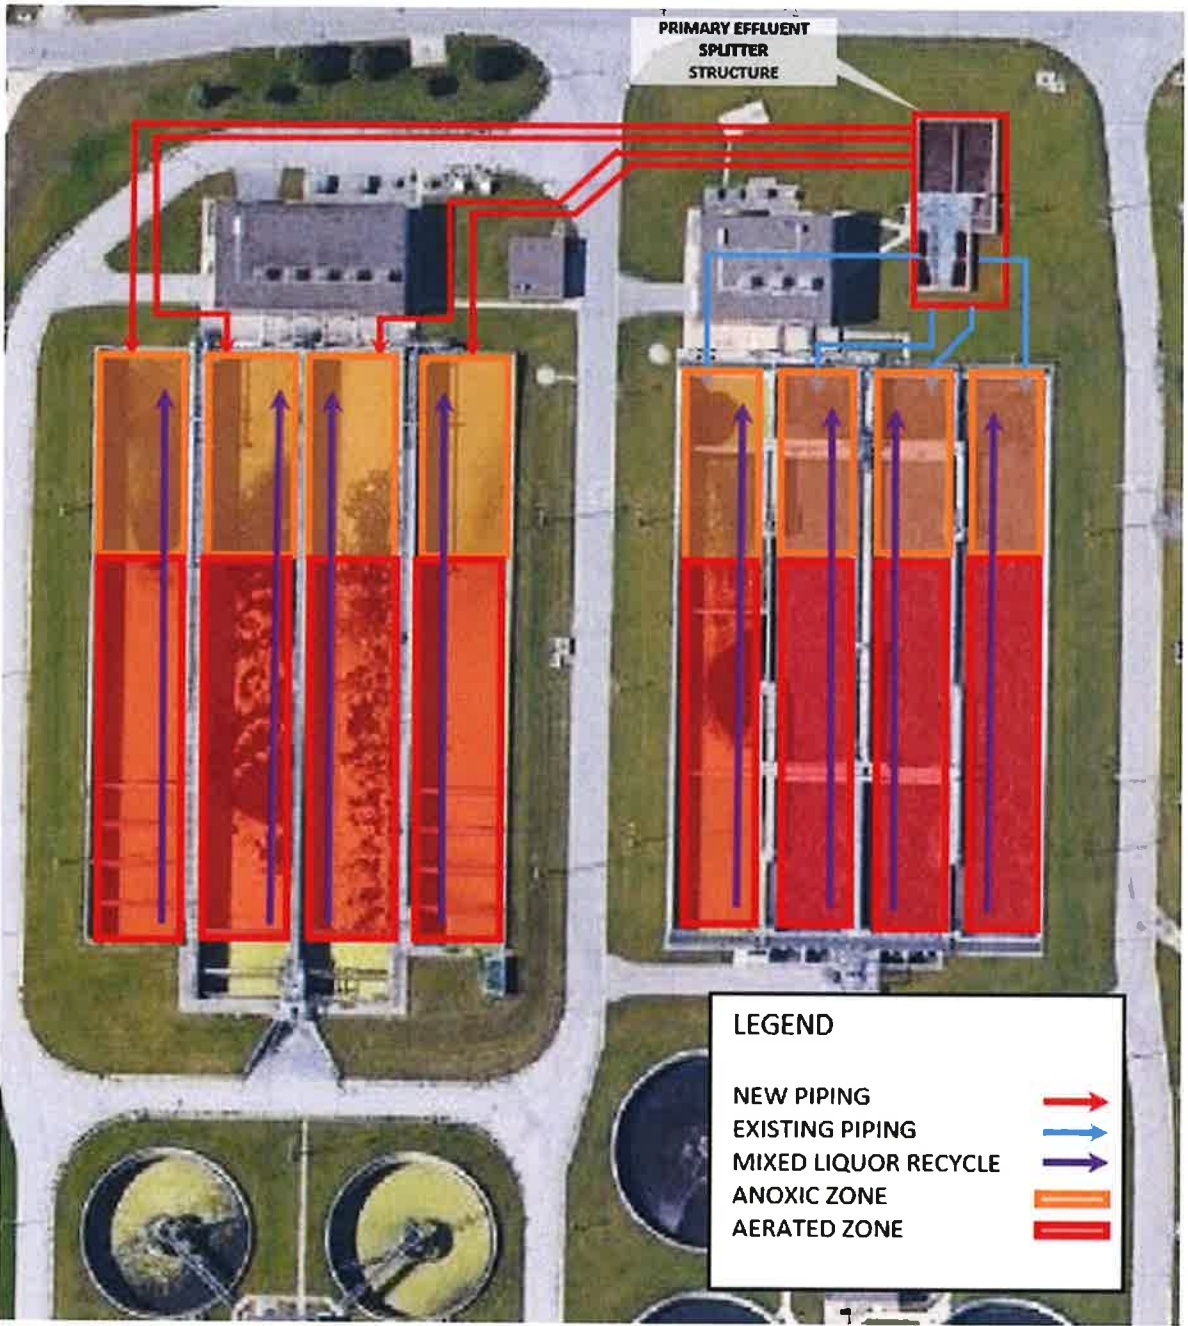 PRIMARY EFFLUENT
SPLITTER
STRUCTURE
LEGEND
NEW PIPING
EXISTING PIPING
MIXED LIQUOR RECYCLE
ANOXIC ZONE
AERATED ZONE